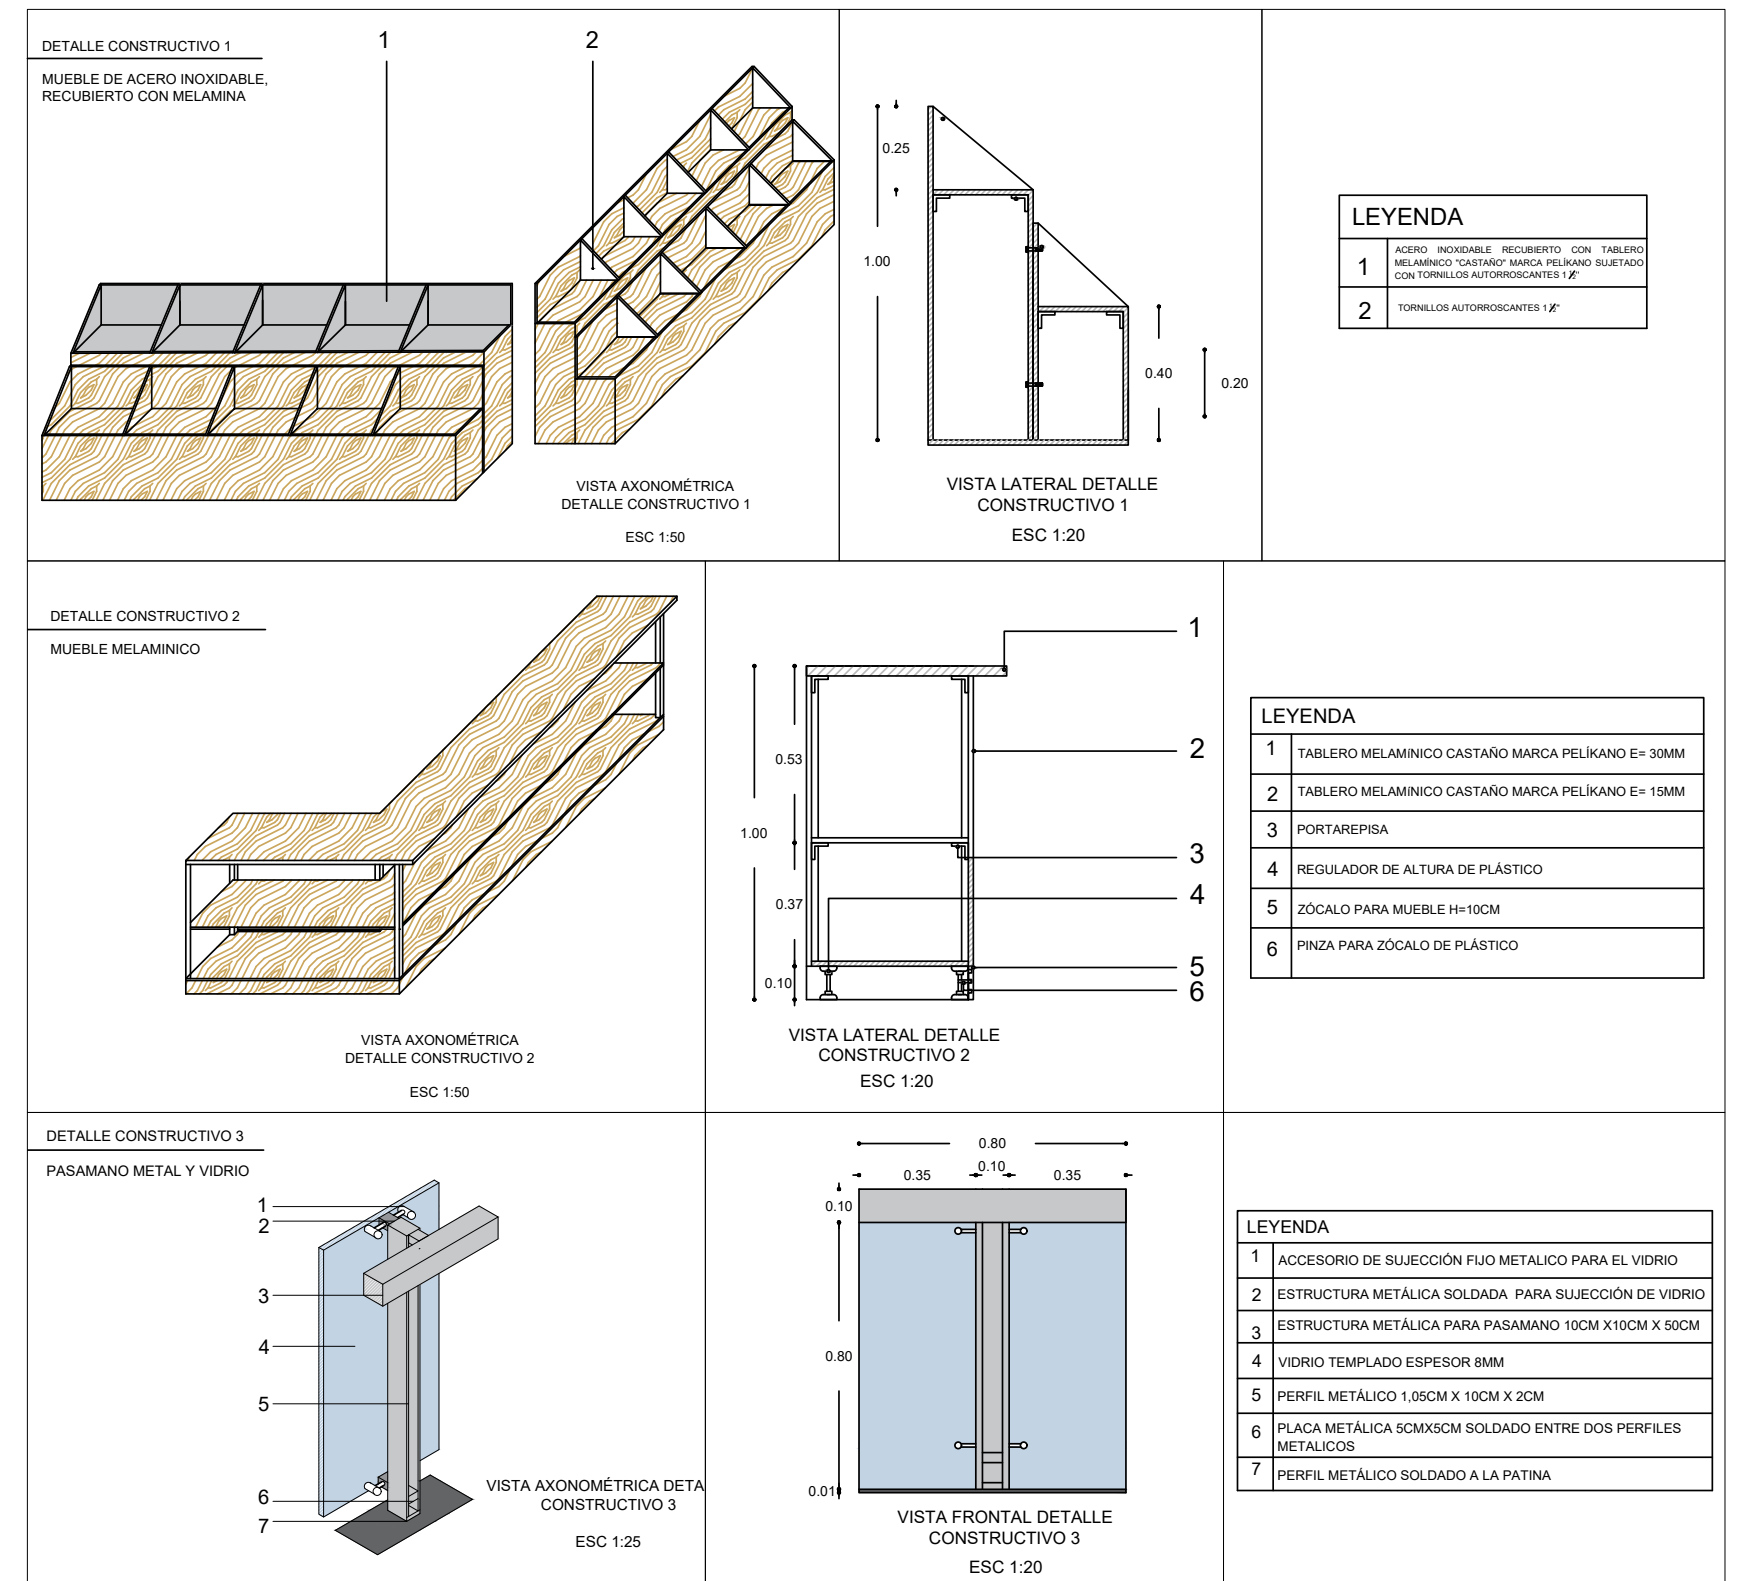 DETALLE CONSTRUCTIVO 1
MUEBLE DE ACERO INOXIDABLE,
RECUBIERTO CON MELAMINA
1
2
VISTA AXONOMÉTRICA
DETALLE CONSTRUCTIVO 1
ESC 1:50
0.25
1.00
0.40
0.20
VISTA LATERAL DETALLE
CONSTRUCTIVO 1
ESC 1:20
LEYENDA
1
ACERO INOXIDABLE RECUBIERTO CON TABLERO
MELAMÍNICO "CASTAÑO" MARCA PELÍKANO SUJETADO
CON TORNILLOS AUTORROSCANTES 1 ½"
2
TORNILLOS AUTORROSCANTES 1 ½"
DETALLE CONSTRUCTIVO 2
MUEBLE MELAMINICO
VISTA AXONOMÉTRICA
DETALLE CONSTRUCTIVO 2
ESC 1:50
1
2
3
4
5
6
0.53
1.00
0.37
0.10
VISTA LATERAL DETALLE
CONSTRUCTIVO 2
ESC 1:20
LEYENDA
1 TABLERO MELAMíNICO CASTAÑO MARCA PELÍKANO E= 30MM
2 TABLERO MELAMíNICO CASTAÑO MARCA PELÍKANO E= 15MM
3 PORTAREPISA
4 REGULADOR DE ALTURA DE PLÁSTICO
5 ZÓCALO PARA MUEBLE H=10CM
6 PINZA PARA ZÓCALO DE PLÁSTICO
DETALLE CONSTRUCTIVO 3
PASAMANO METAL Y VIDRIO
1
2
3
4
5
6
7
VISTA AXONOMÉTRICA DETA
CONSTRUCTIVO 3
ESC 1:25
0.80
0.35
0.10
0.35
0.10
0.80
0.01
VISTA FRONTAL DETALLE
CONSTRUCTIVO 3
ESC 1:20
LEYENDA
1 ACCESORIO DE SUJECCIÓN FIJO METALICO PARA EL VIDRIO
2 ESTRUCTURA METÁLICA SOLDADA PARA SUJECCIÓN DE VIDRIO
3 ESTRUCTURA METÁLICA PARA PASAMANO 10CM X10CM X 50CM
4 VIDRIO TEMPLADO ESPESOR 8MM
5 PERFIL METÁLICO 1,05CM X 10CM X 2CM
6 PLACA METÁLICA 5CMX5CM SOLDADO ENTRE DOS PERFILES
METALICOS
7 PERFIL METÁLICO SOLDADO A LA PATINA